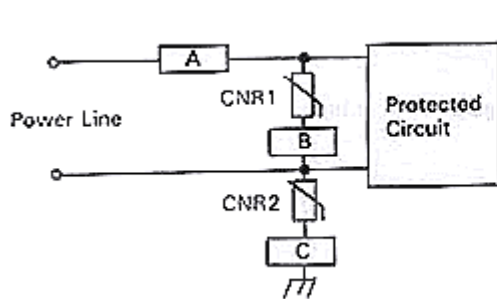 A
CNR1
Power Line
Protected
Circuit
B
CNR2
C